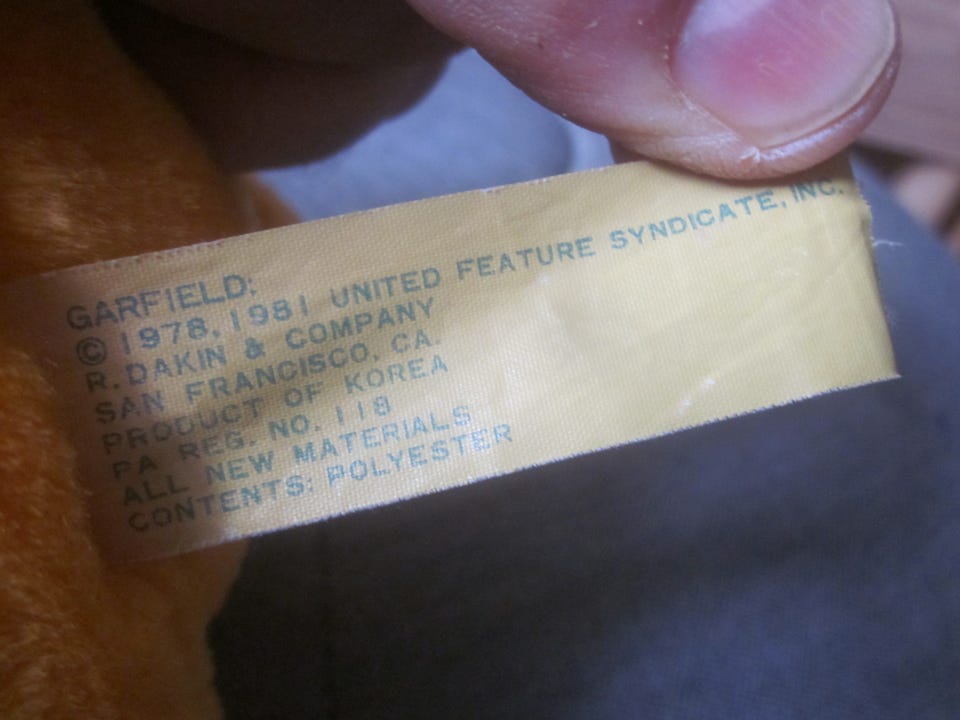 GARFIELD:
© 1978, 1981 UNITED FEATURE SYNDICATE, INC.
R. DAKIN & COMPANY
SAN FRANCISCO, CA.
PRODUCT OF KOREA
PA REG. NO. 118
ALL NEW MATERIALS
CONTENTS: POLYESTER